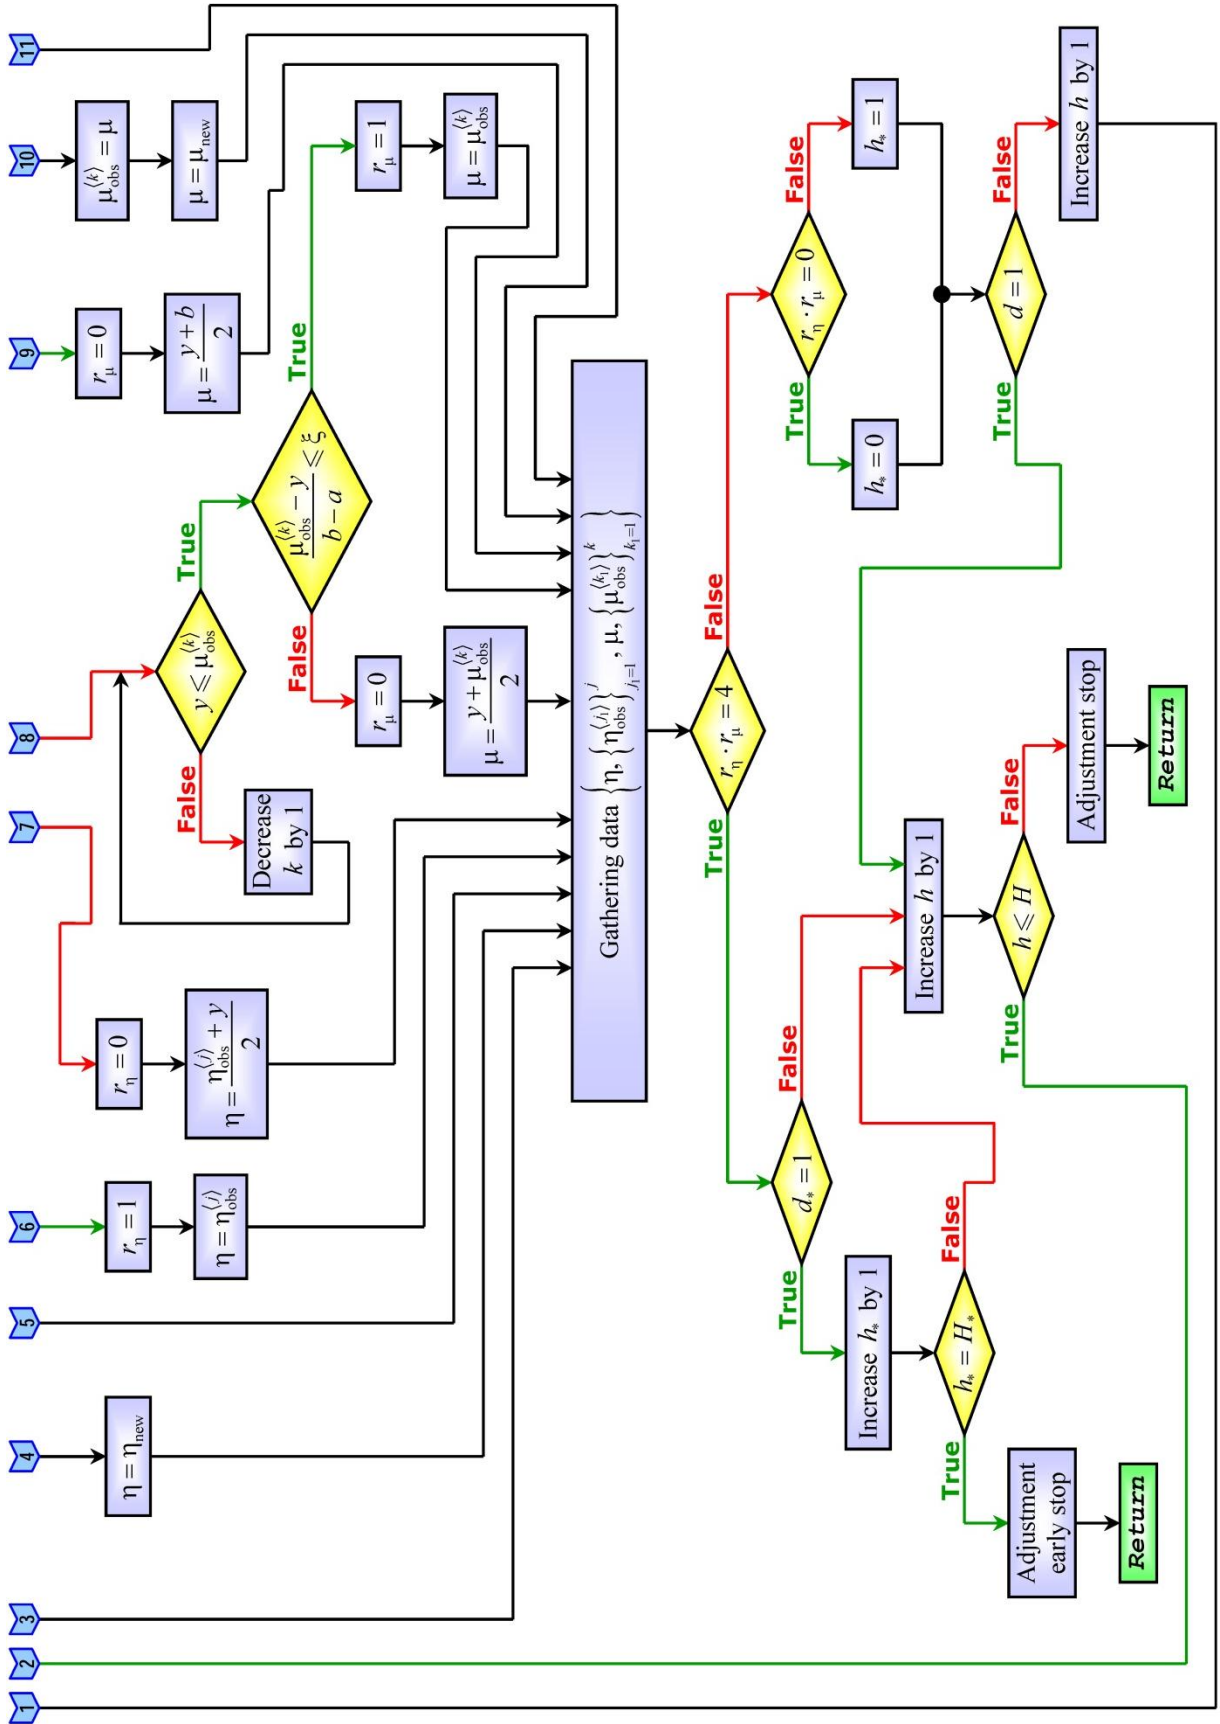 1
2
3
4
5
6
7
8
9
10
11
η = η_new
r_η = 1
η = η_obs^⟨j⟩
r_η = 0
η = (η_obs^⟨j⟩ + y) / 2
y ⩽ μ_obs^⟨k⟩
False
True
Decrease
k by 1
(μ_obs^⟨k⟩ − y) / (b − a) ⩽ ξ
False
True
r_μ = 0
μ = (y + μ_obs^⟨k⟩) / 2
r_μ = 1
μ = μ_obs^⟨k⟩
r_μ = 0
μ = (y + b) / 2
μ_obs^⟨k⟩ = μ
μ = μ_new
Gathering data {η, {η_obs^⟨j₁⟩}_{j₁=1}^j, μ, {μ_obs^⟨k₁⟩}_{k₁=1}^k}
r_η · r_μ = 4
True
False
d_* = 1
True
False
Increase h_* by 1
h_* = H_*
True
False
Adjustment
early stop
Return
Increase h by 1
h ⩽ H
True
False
Adjustment stop
Return
r_η · r_μ = 0
True
False
h_* = 0
h_* = 1
d = 1
True
False
Increase h by 1